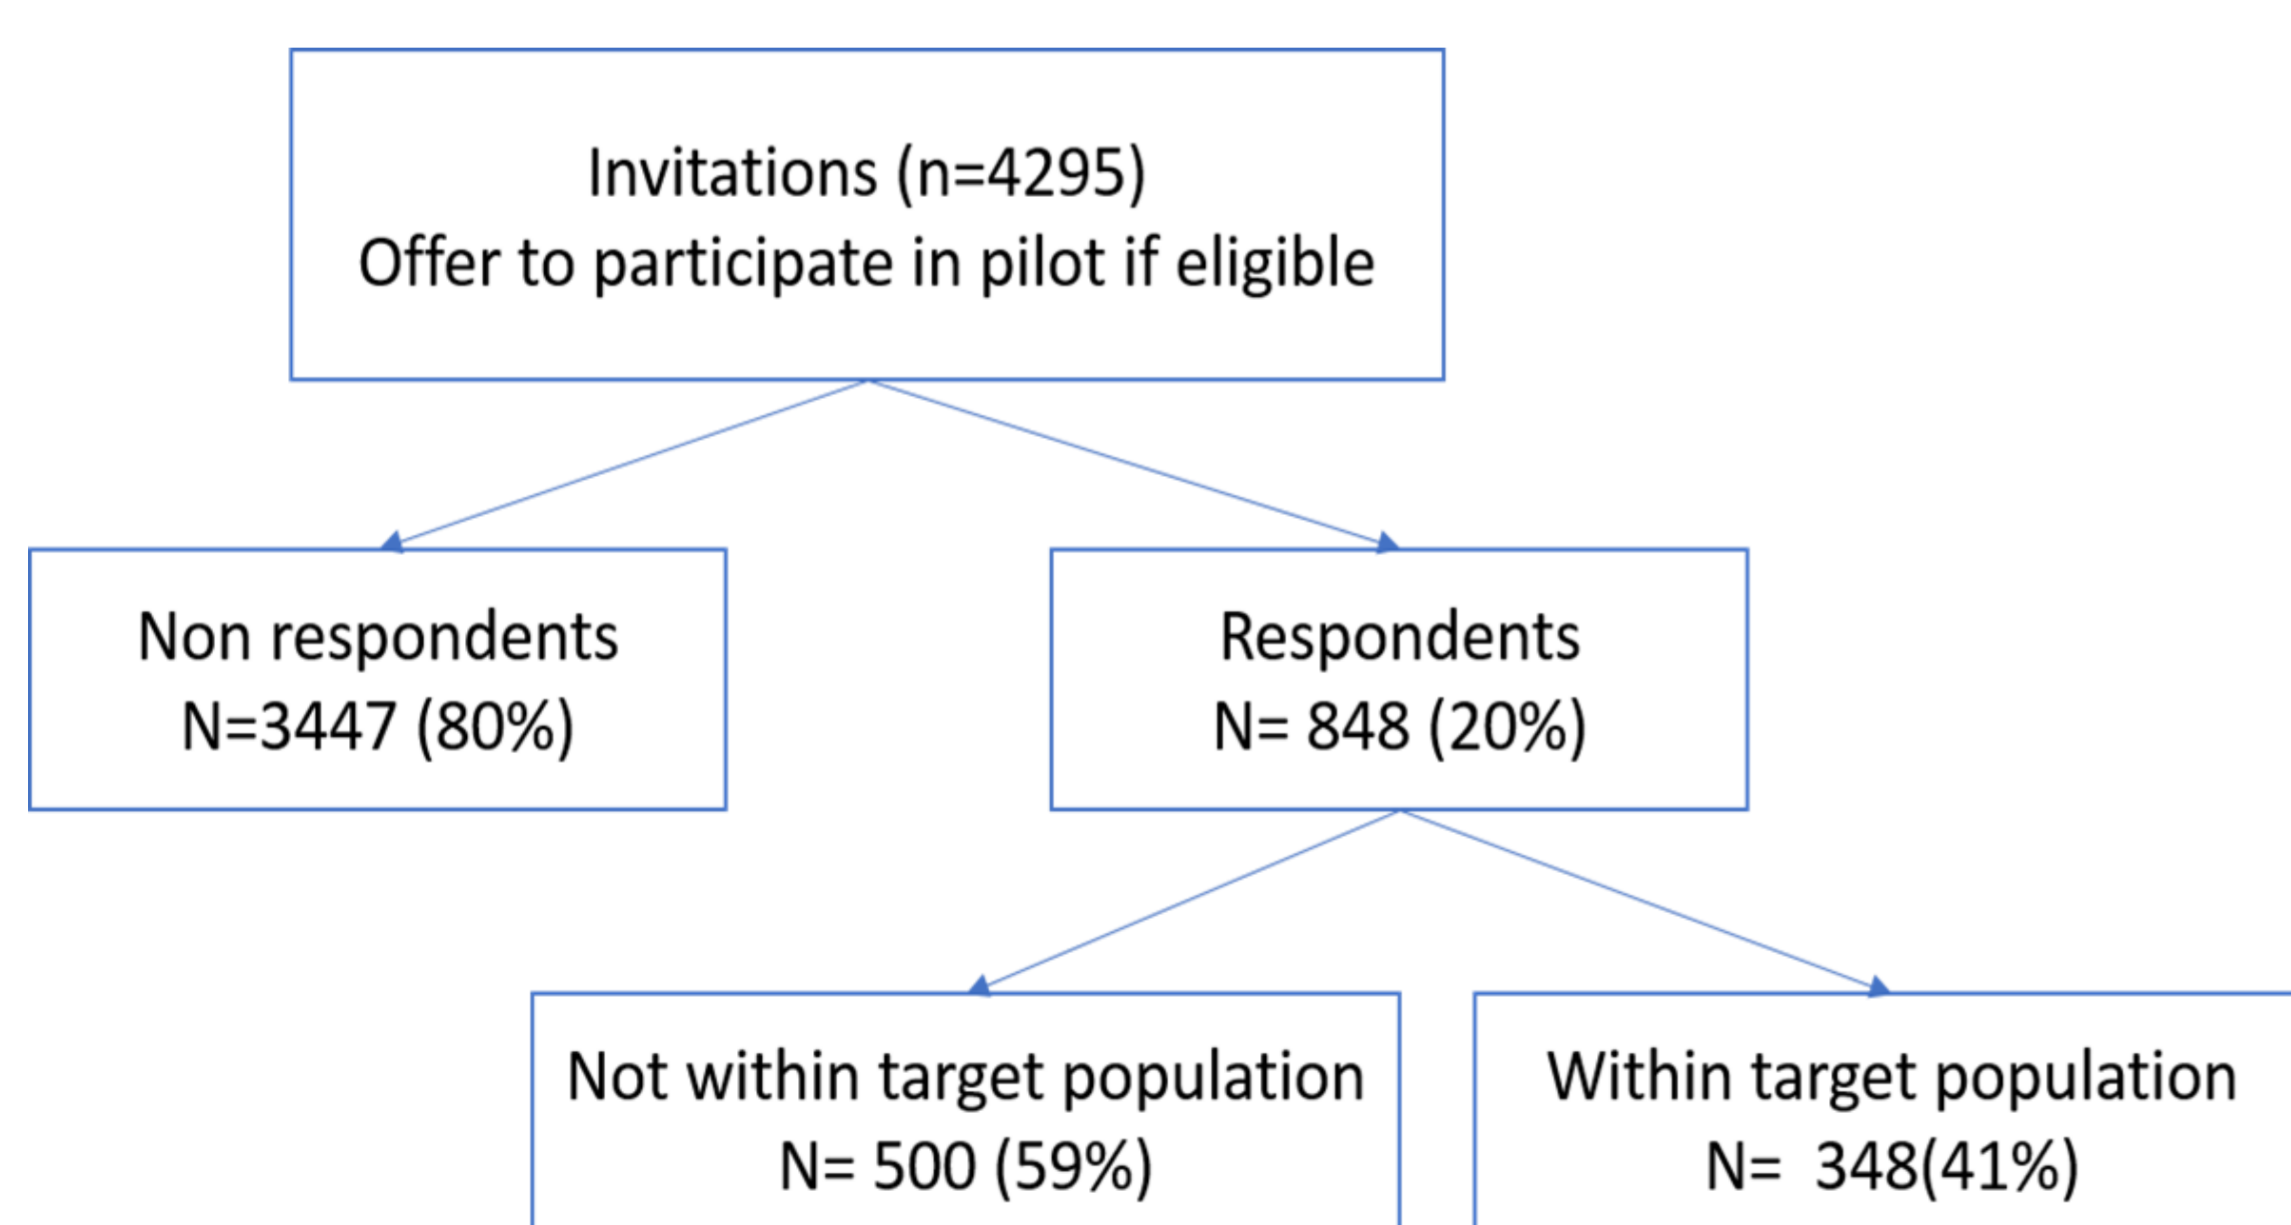 Invitations (n=4295)
Offer to participate in pilot if eligible
Non respondents
N=3447 (80%)
Respondents
N= 848 (20%)
Not within target population
N= 500 (59%)
Within target population
N=  348(41%)